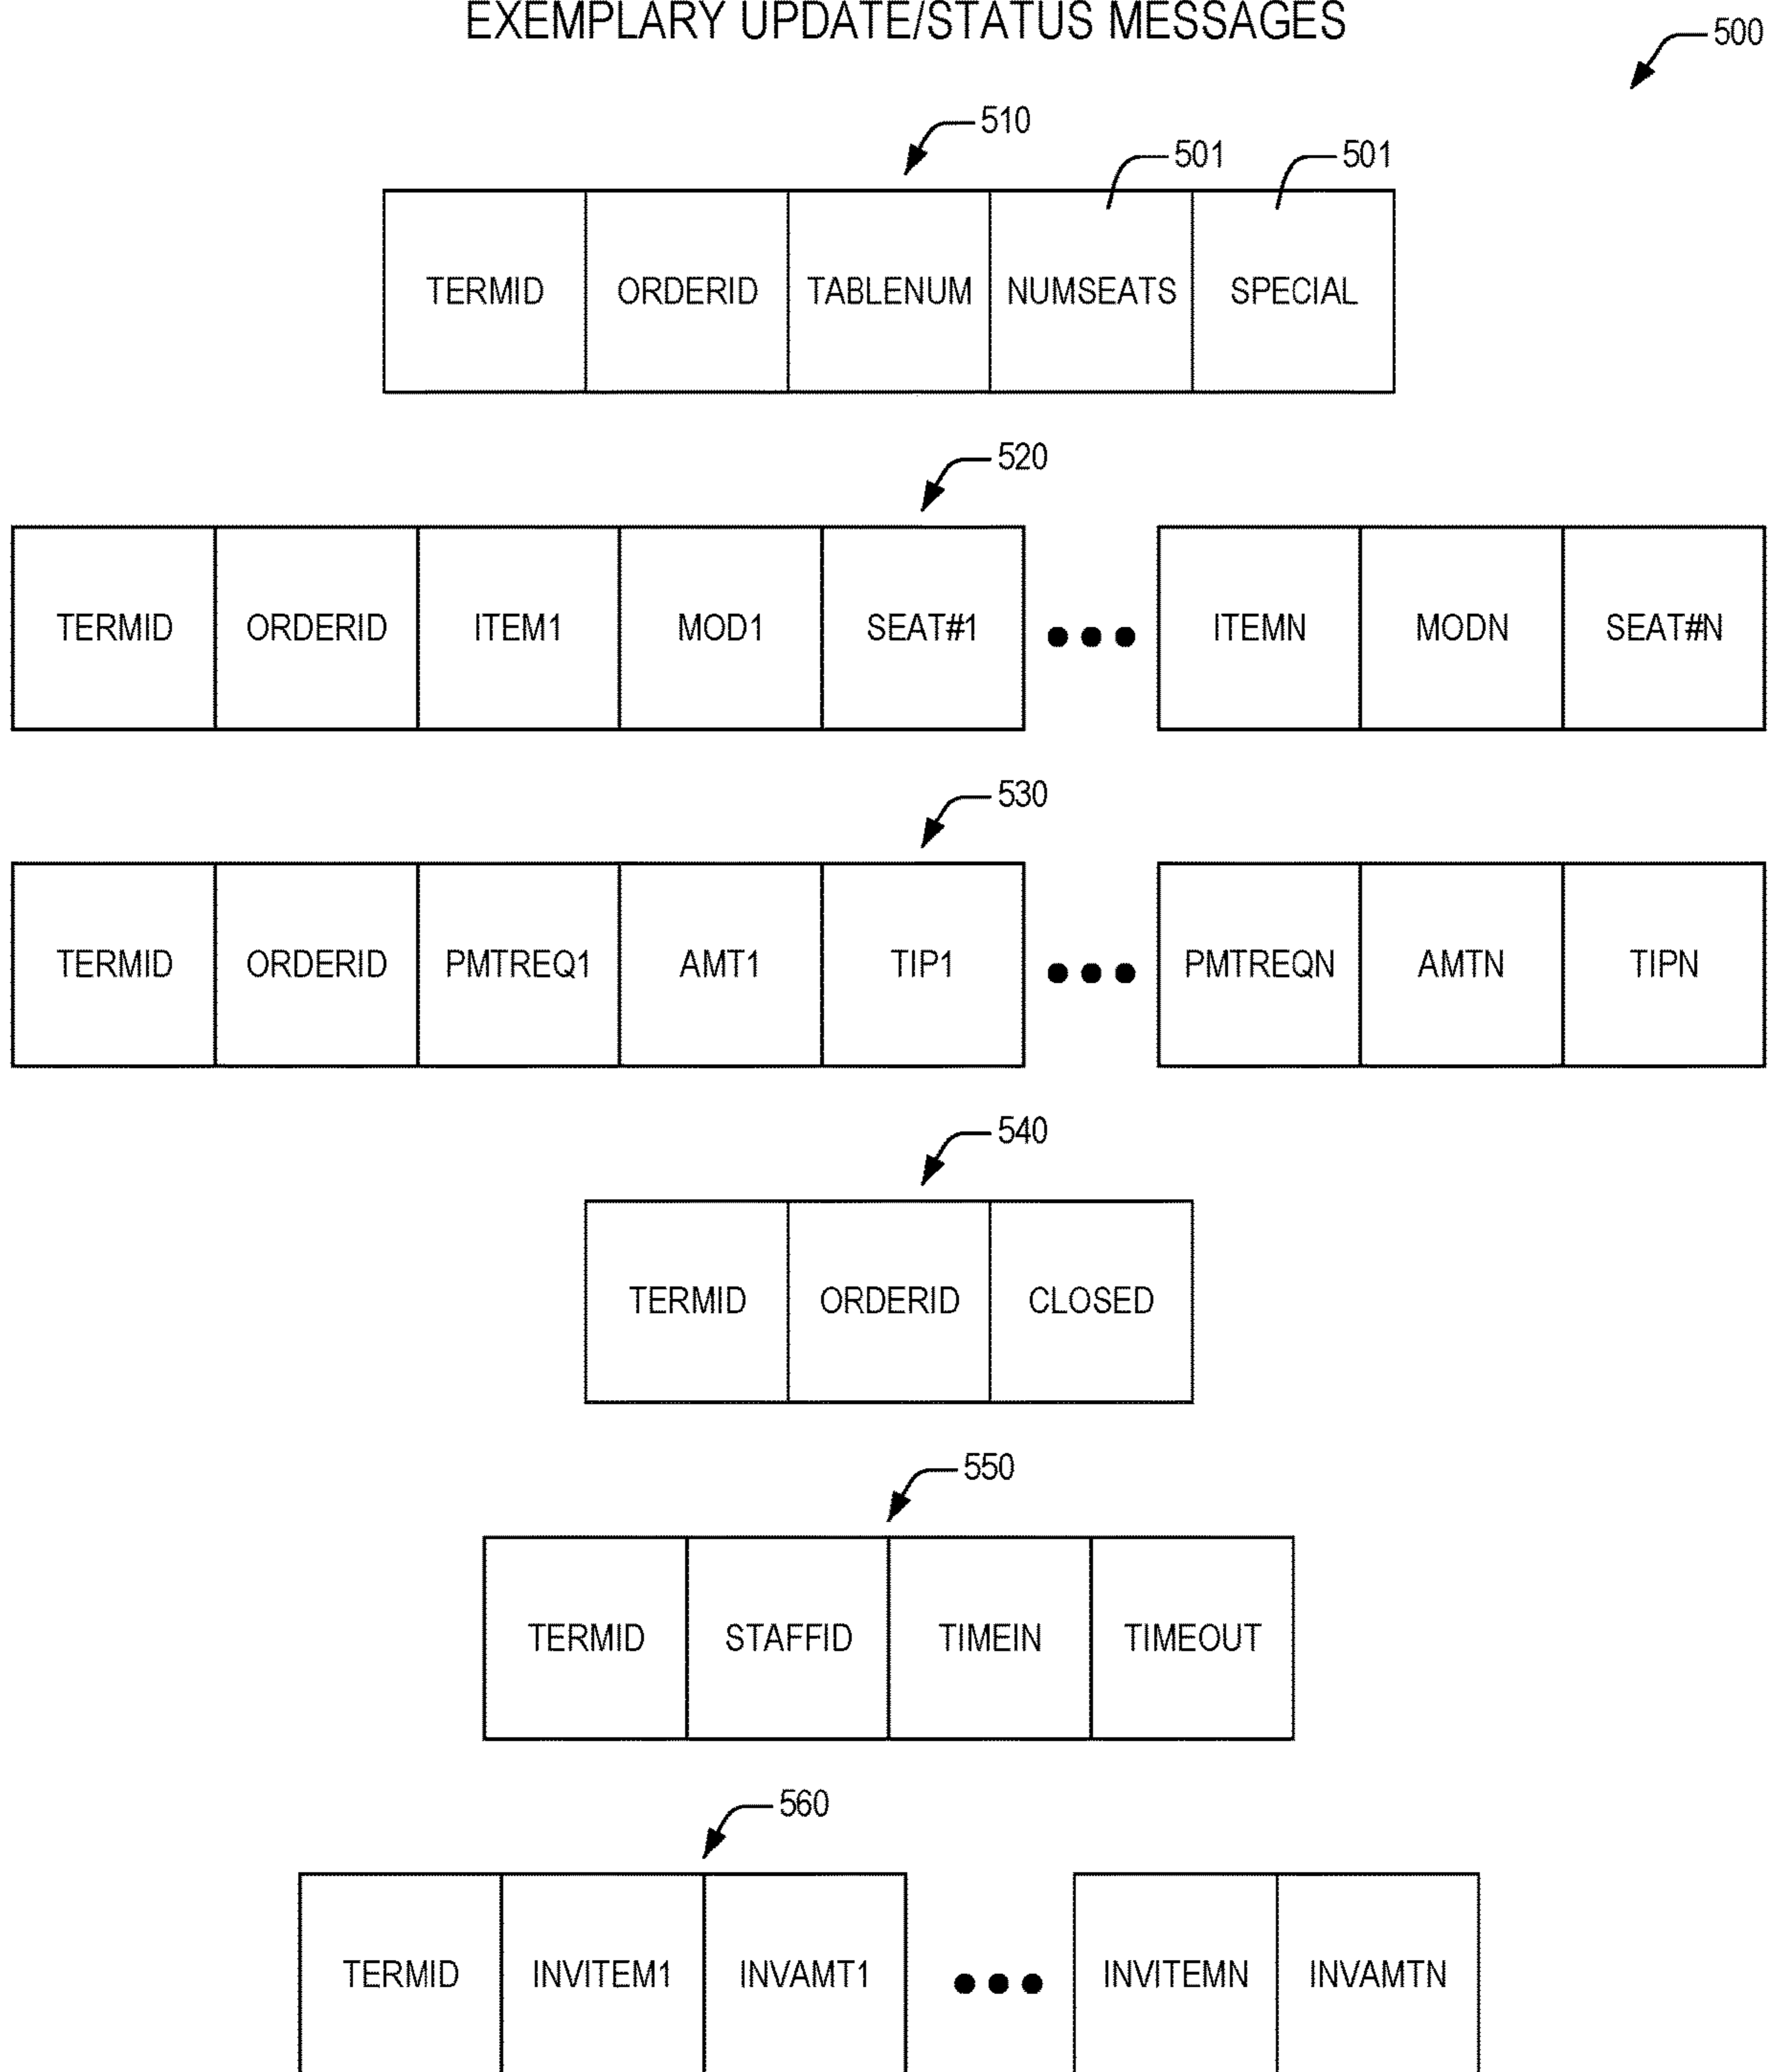 EXEMPLARY UPDATE/STATUS MESSAGES
500
510
501 501
TERMID ORDERID TABLENUM NUMSEATS SPECIAL
520
TERMID ORDERID ITEM1 MOD1 SEAT#1 ●●● ITEMN MODN SEAT#N
530
TERMID ORDERID PMTREQ1 AMT1 TIP1 ●●● PMTREQN AMTN TIPN
540
TERMID ORDERID CLOSED
550
TERMID STAFFID TIMEIN TIMEOUT
560
TERMID INVITEM1 INVAMT1 ●●● INVITEMN INVAMTN